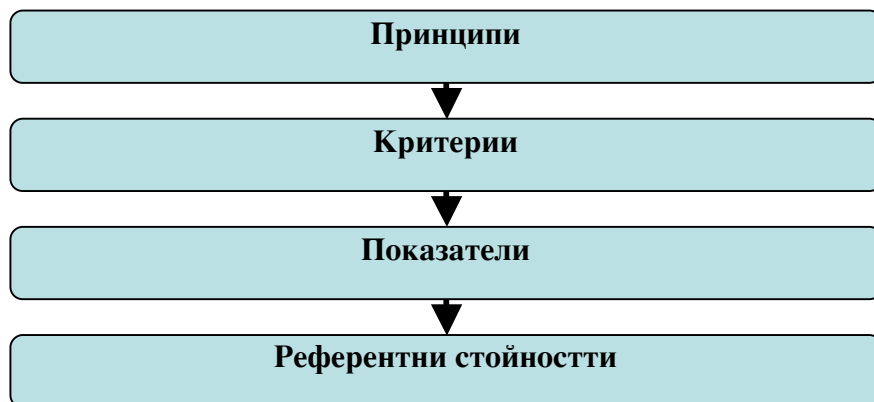 Принципи
Критерии
Показатели
Референтни стойностти